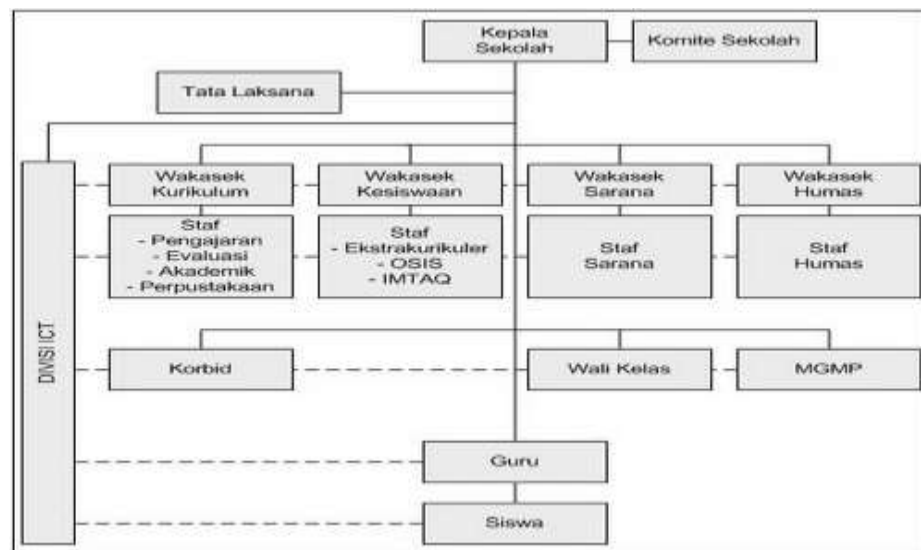 Kepala
Sekolah
Komite Sekolah
Tata Laksana
DIVISI ICT
Wakasek
Kurikulum
Wakasek
Kesiswaan
Wakasek
Sarana
Wakasek
Humas
Staf
- Pengajaran
- Evaluasi
- Akademik
- Perpustakaan
Staf
- Ekstrakurikuler
- OSIS
- IMTAQ
Staf
Sarana
Staf
Humas
Korbid
Wali Kelas
MGMP
Guru
Siswa